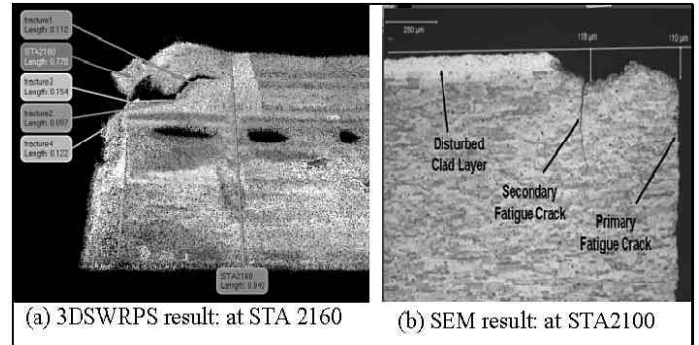 fracture1
Length: 0.112
STA2160
Length: 0.778
fracture3
Length: 0.154
fracture2
Length: 0.097
fracture4
Length: 0.122
STA2160
Length: 0.940
250 µm
118 µm
110 µm
Disturbed
Clad Layer
Secondary
Fatigue Crack
Primary
Fatigue Crack
(a) 3DSWRPS result: at STA 2160
(b) SEM result: at STA2100